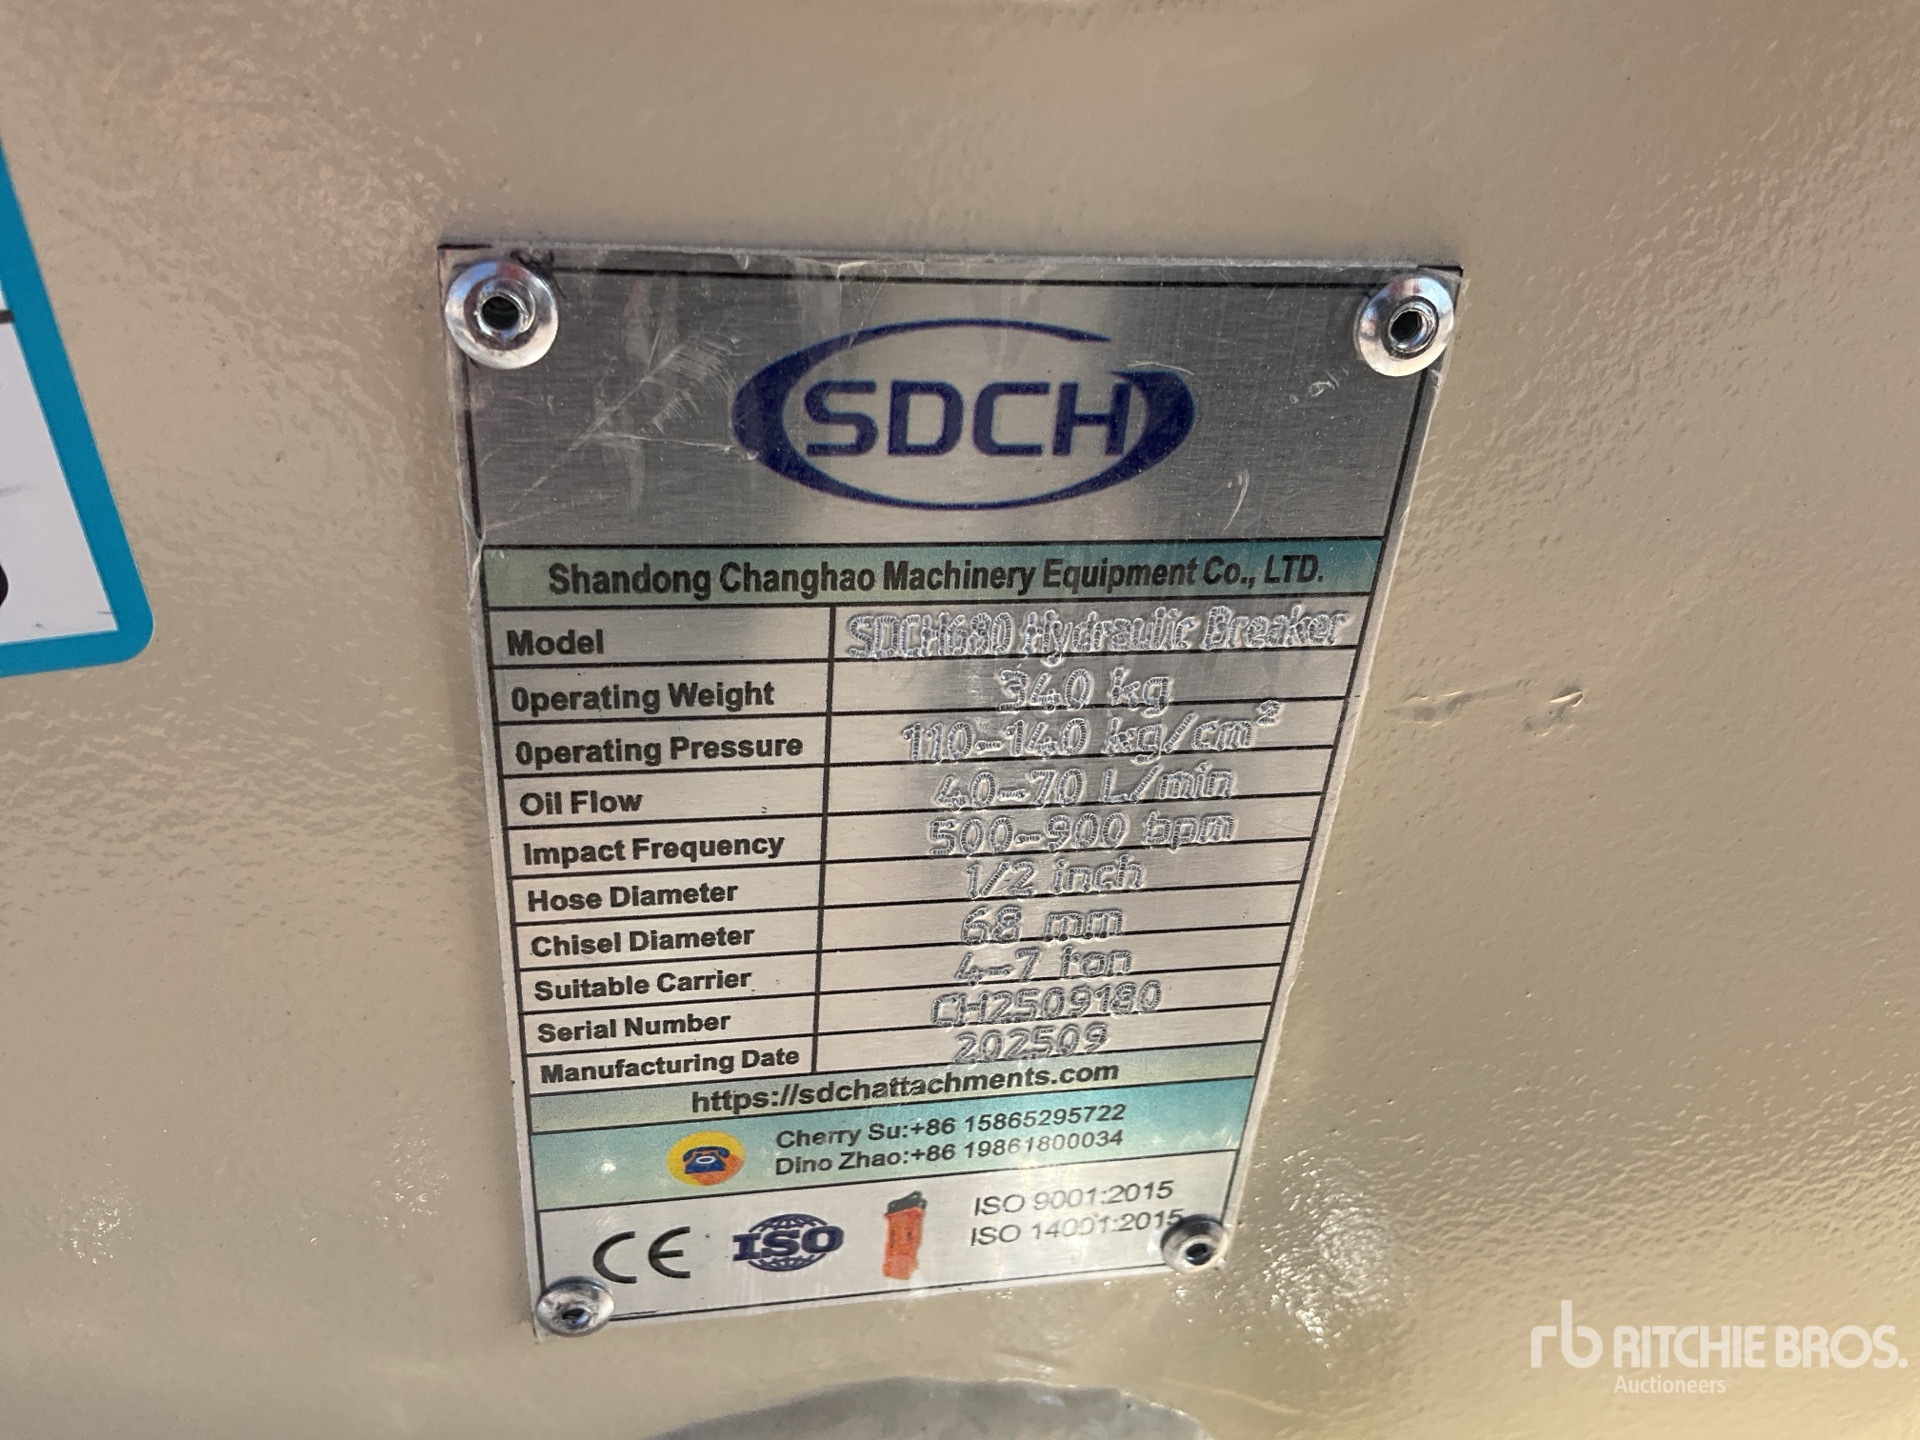 SDCH
Shandong Changhao Machinery Equipment Co., LTD.
Model SDCH680 Hydraulic Breaker
Operating Weight 340 kg
Operating Pressure 110-140 kg/cm²
Oil Flow 40-70 L/min
Impact Frequency 500-900 bpm
Hose Diameter 1/2 inch
Chisel Diameter 68 mm
Suitable Carrier 4-7 ton
Serial Number CH2509180
Manufacturing Date 202509
https://sdchattachments.com
Cherry Su:+86 15865295722
Dino Zhao:+86 19861800034
CE ISO
ISO 9001:2015
ISO 14001:2015
rb RITCHIE BROS.
Auctioneers